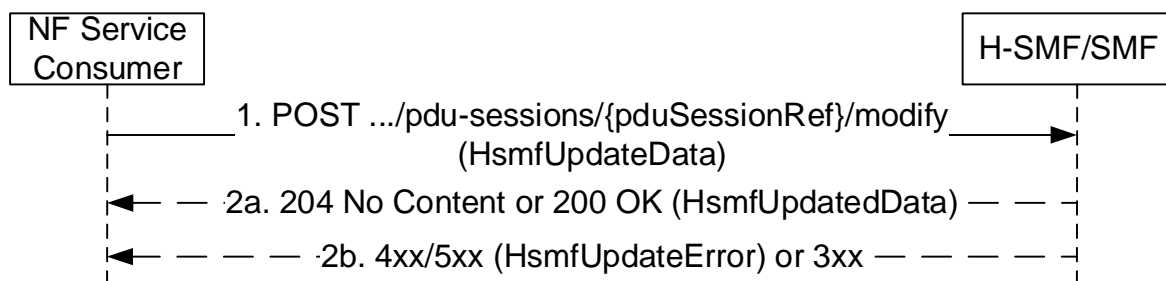 NF Service
Consumer
H-SMF/SMF
1. POST .../pdu-sessions/{pduSessionRef}/modify
(HsmfUpdateData)
2a. 204 No Content or 200 OK (HsmfUpdatedData)
2b. 4xx/5xx (HsmfUpdateError) or 3xx